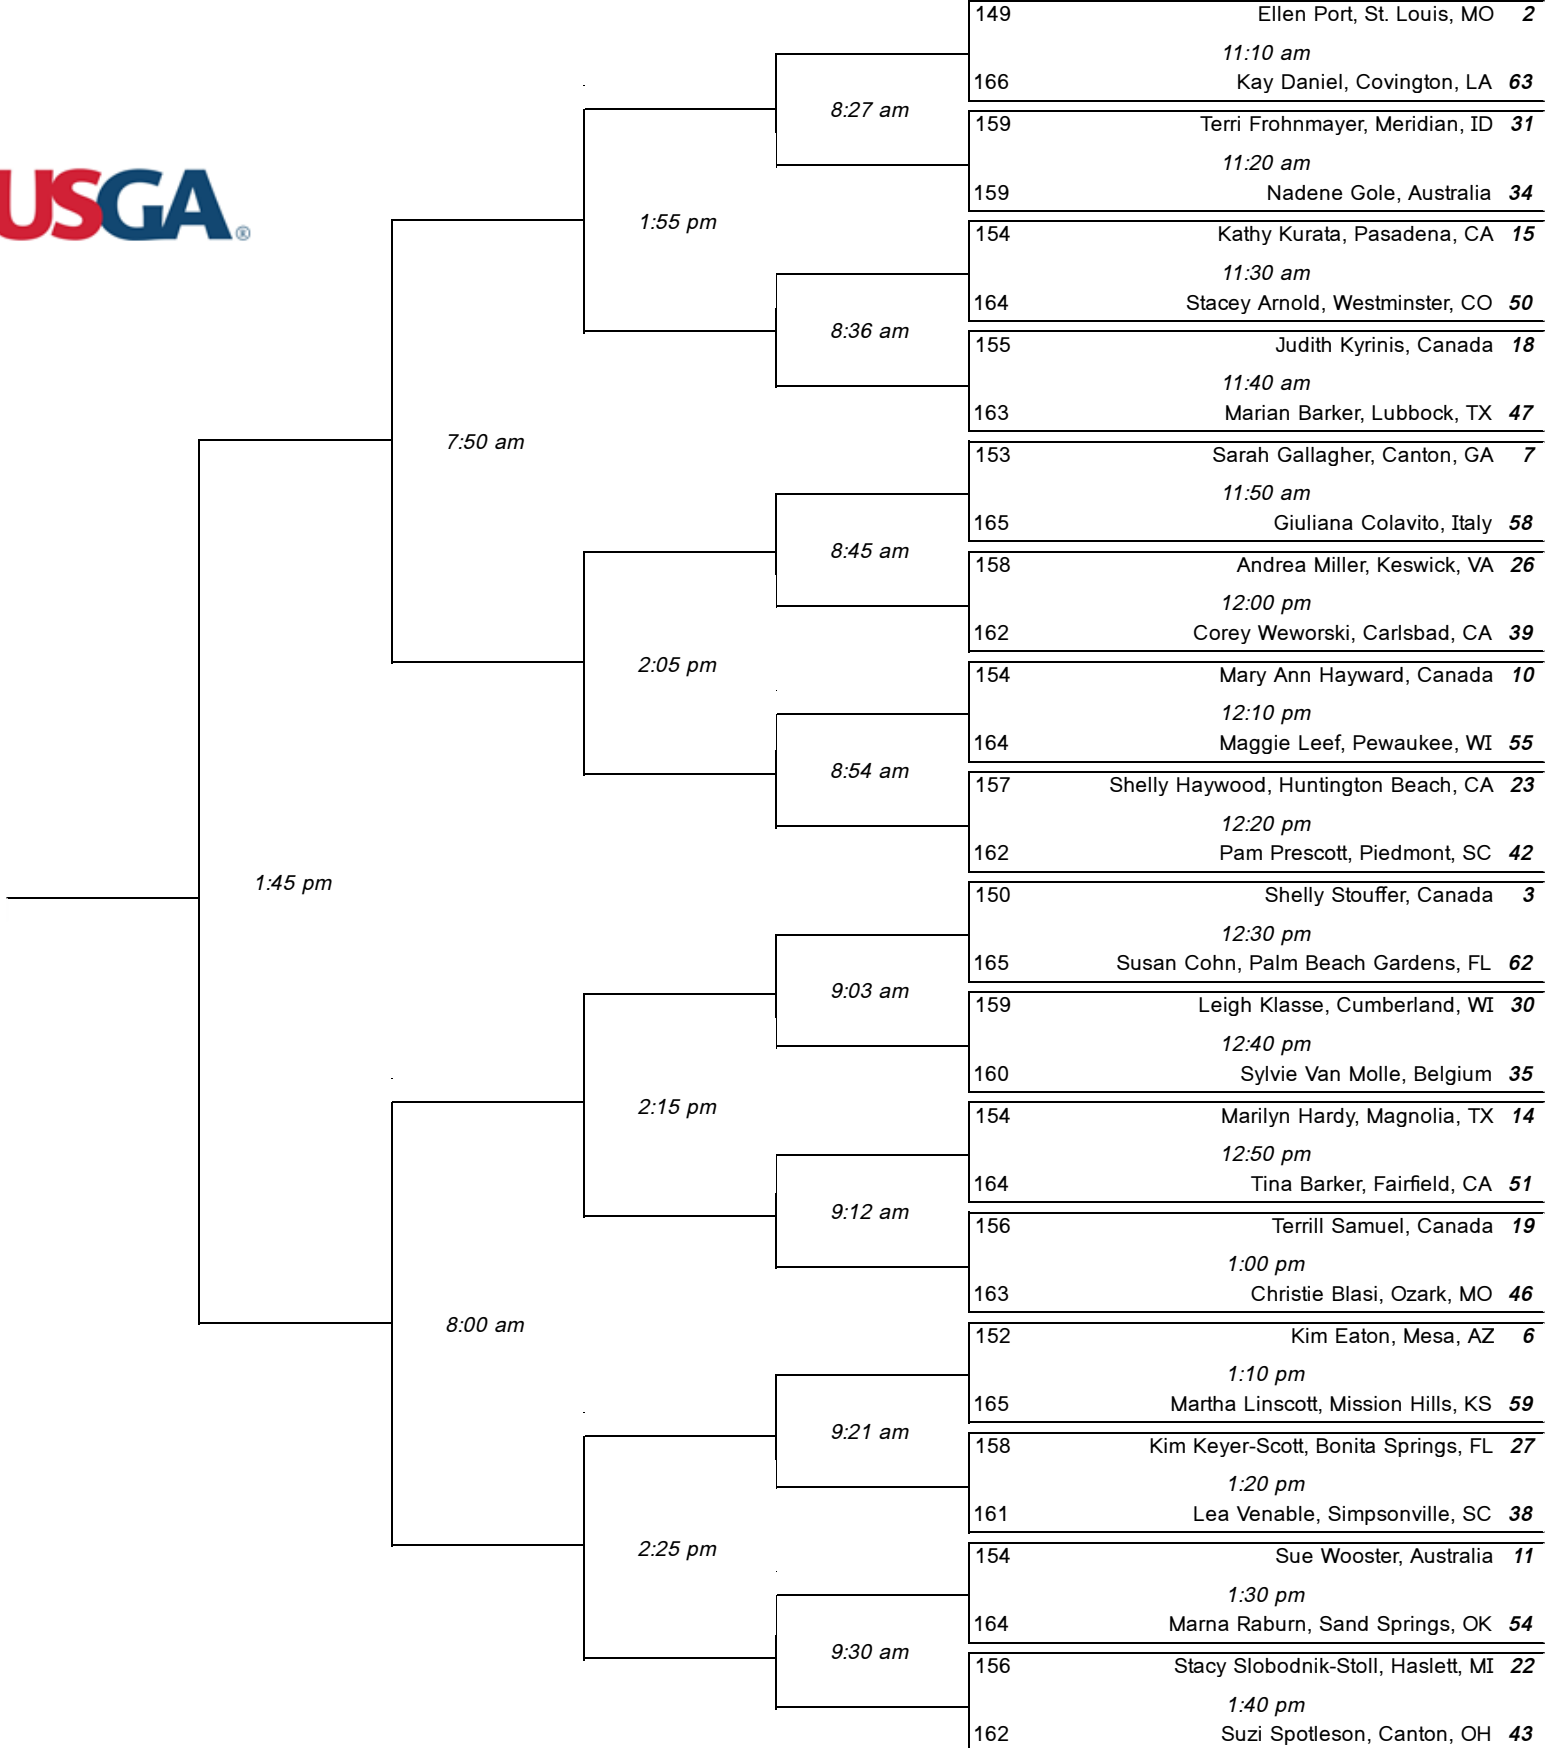 149 Ellen Port, St. Louis, MO 2
11:10 am
166 Kay Daniel, Covington, LA 63
8:27 am
159 Terri Frohnmayer, Meridian, ID 31
11:20 am
159 Nadene Gole, Australia 34
USGA®
1:55 pm
154 Kathy Kurata, Pasadena, CA 15
11:30 am
164 Stacey Arnold, Westminster, CO 50
8:36 am
155 Judith Kyrinis, Canada 18
11:40 am
163 Marian Barker, Lubbock, TX 47
7:50 am
153 Sarah Gallagher, Canton, GA 7
11:50 am
165 Giuliana Colavito, Italy 58
8:45 am
158 Andrea Miller, Keswick, VA 26
12:00 pm
162 Corey Weworski, Carlsbad, CA 39
2:05 pm
154 Mary Ann Hayward, Canada 10
12:10 pm
164 Maggie Leef, Pewaukee, WI 55
8:54 am
157 Shelly Haywood, Huntington Beach, CA 23
12:20 pm
162 Pam Prescott, Piedmont, SC 42
1:45 pm
150 Shelly Stouffer, Canada 3
12:30 pm
165 Susan Cohn, Palm Beach Gardens, FL 62
9:03 am
159 Leigh Klasse, Cumberland, WI 30
12:40 pm
160 Sylvie Van Molle, Belgium 35
2:15 pm
154 Marilyn Hardy, Magnolia, TX 14
12:50 pm
164 Tina Barker, Fairfield, CA 51
9:12 am
156 Terrill Samuel, Canada 19
1:00 pm
163 Christie Blasi, Ozark, MO 46
8:00 am
152 Kim Eaton, Mesa, AZ 6
1:10 pm
165 Martha Linscott, Mission Hills, KS 59
9:21 am
158 Kim Keyer-Scott, Bonita Springs, FL 27
1:20 pm
161 Lea Venable, Simpsonville, SC 38
2:25 pm
154 Sue Wooster, Australia 11
1:30 pm
164 Marna Raburn, Sand Springs, OK 54
9:30 am
156 Stacy Slobodnik-Stoll, Haslett, MI 22
1:40 pm
162 Suzi Spotleson, Canton, OH 43